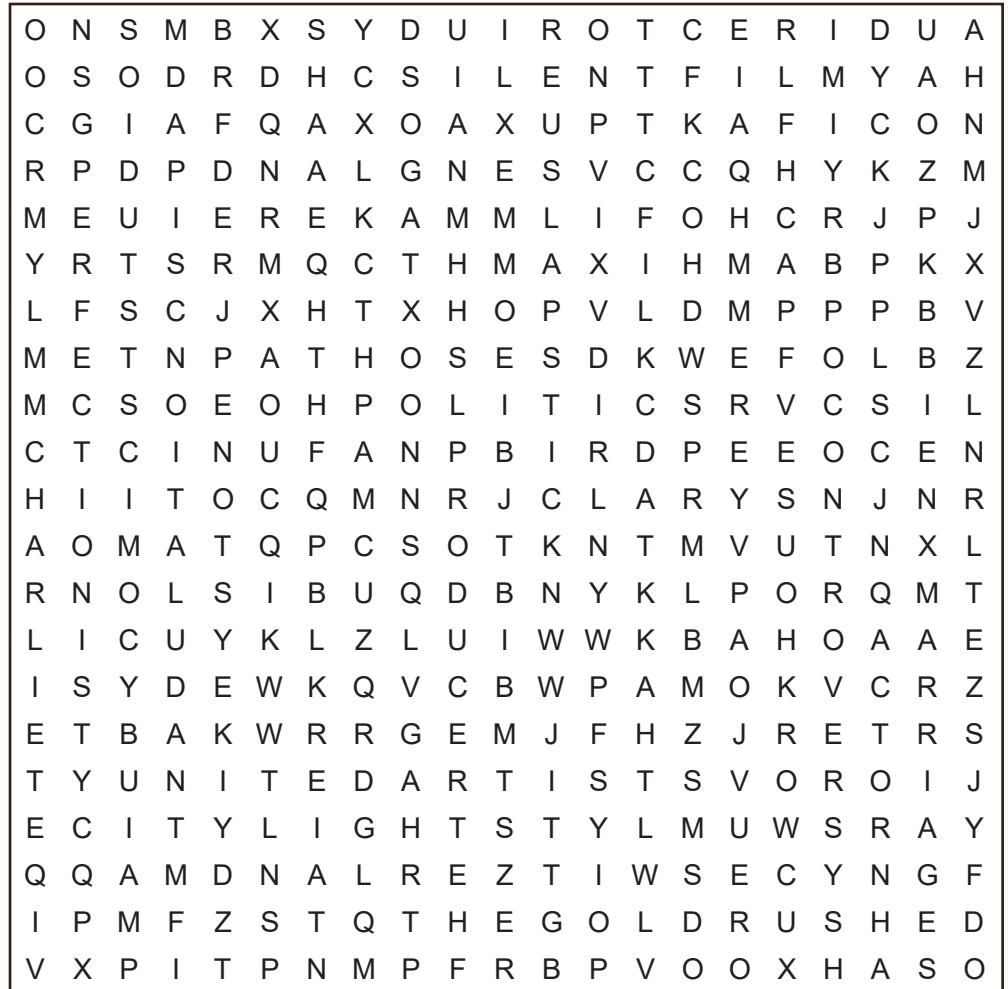 O N S M B X S Y D U I R O T C E R I D U A
O S O D R D H C S I L E N T F I L M Y A H
C G I A F Q A X O A X U P T K A F I C O N
R P D P D N A L G N E S V C C Q H Y K Z M
M E U I E R E K A M M L I F O H C R J P J
Y R T S R M Q C T H M A X I H M A B P K X
L F S C J X H T X H O P V L D M P P P B V
M E T N P A T H O S E S D K W E F O L B Z
M C S O E O H P O L I T I C S R V C S I L
C T C I N U F A N P B I R D P E E O C E N
H I I T O C Q M N R J C L A R Y S N J N R
A O M A T Q P C S O T K N T M V U T N X L
R N O L S I B U Q D B N Y K L P O R Q M T
L I C U Y K L Z L U I W W K B A H O A A E
I S Y D E W K Q V C B W P A M O K V C R Z
E T B A K W R R G E M J F H Z J R E T R S
T Y U N I T E D A R T I S T S V O R O I J
E C I T Y L I G H T S T Y L M U W S R A Y
Q Q A M D N A L R E Z T I W S E C Y N G F
I P M F Z S T Q T H E G O L D R U S H E D
V X P I T P N M P F R B P V O O X H A S O